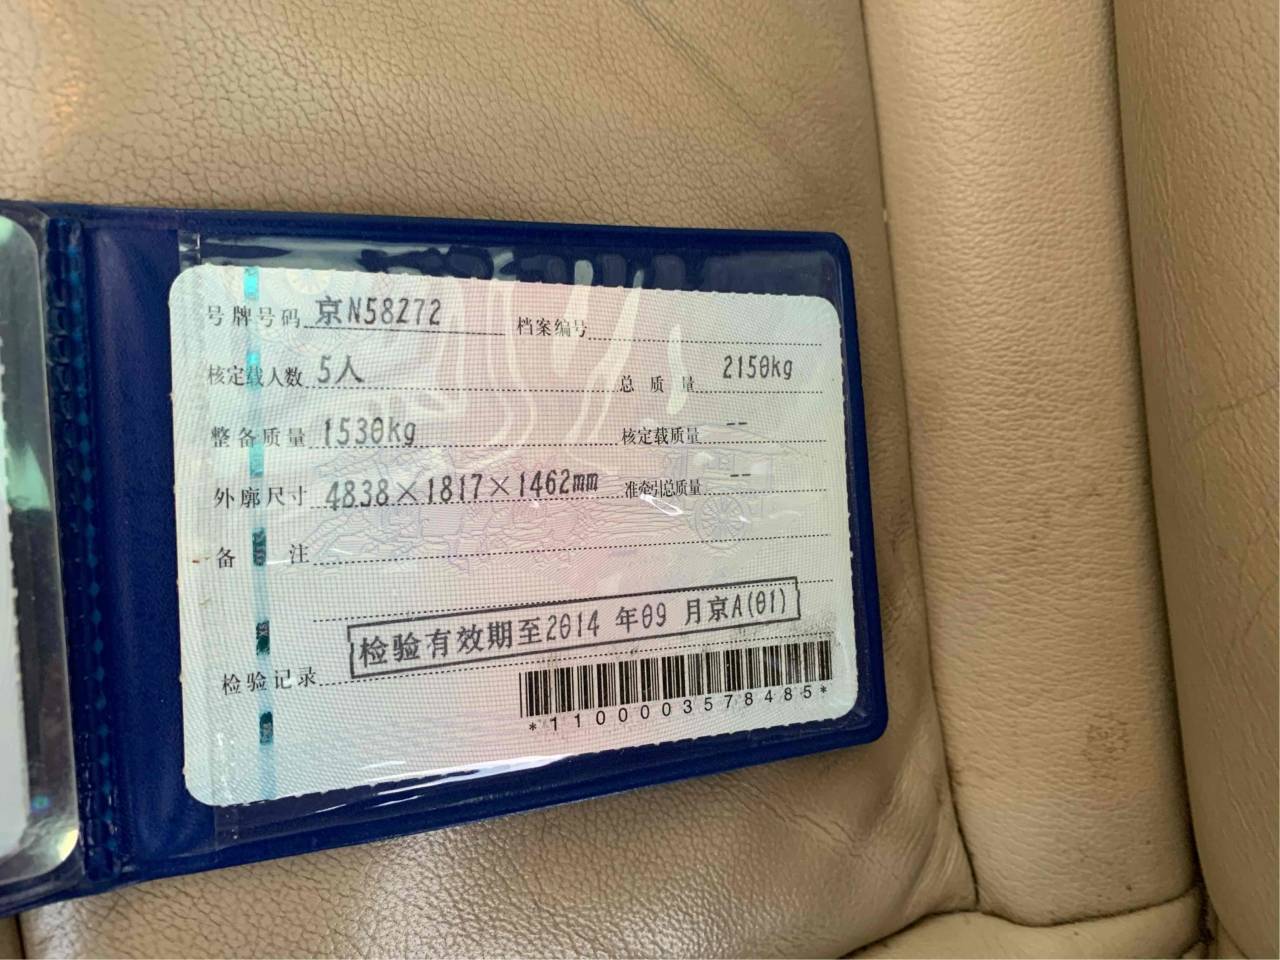 号牌号码 京N58272 档案编号
核定载人数 5人 总质量 2150kg
整备质量 1530kg 核定载质量 --
外廓尺寸 4838×1817×1462mm 准牵引总质量 --
备注
检验有效期至2014年09月京A(01)
检验记录
*1100003578485*